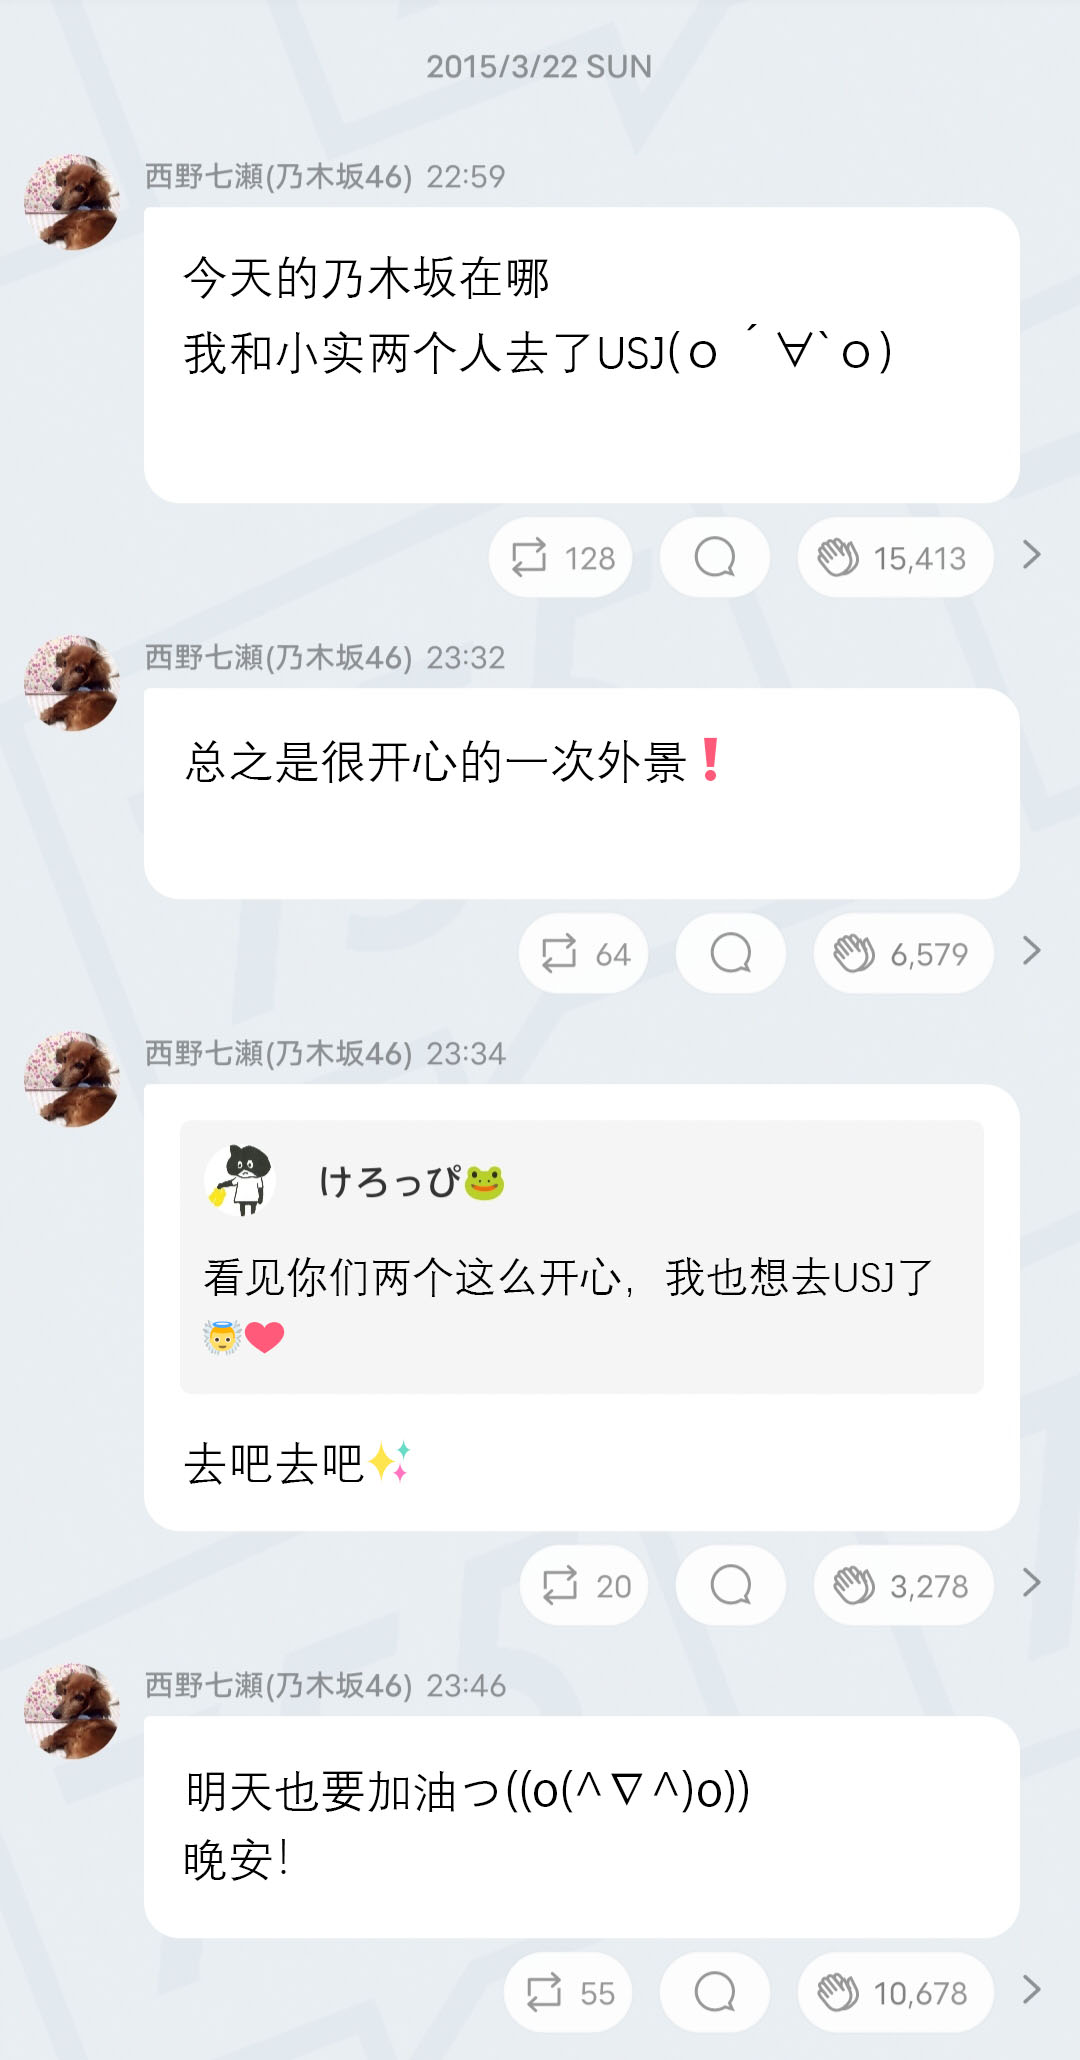 2015/3/22 SUN
西野七瀬(乃木坂46) 22:59
今天的乃木坂在哪
我和小实两个人去了USJ(o ´∀`o)
128
15,413
西野七瀬(乃木坂46) 23:32
总之是很开心的一次外景❗
64
6,579
西野七瀬(乃木坂46) 23:34
けろっぴ🐸
看见你们两个这么开心，我也想去USJ了
👼❤
去吧去吧✨
20
3,278
西野七瀬(乃木坂46) 23:46
明天也要加油っ((o(^∇^)o))
晚安！
55
10,678